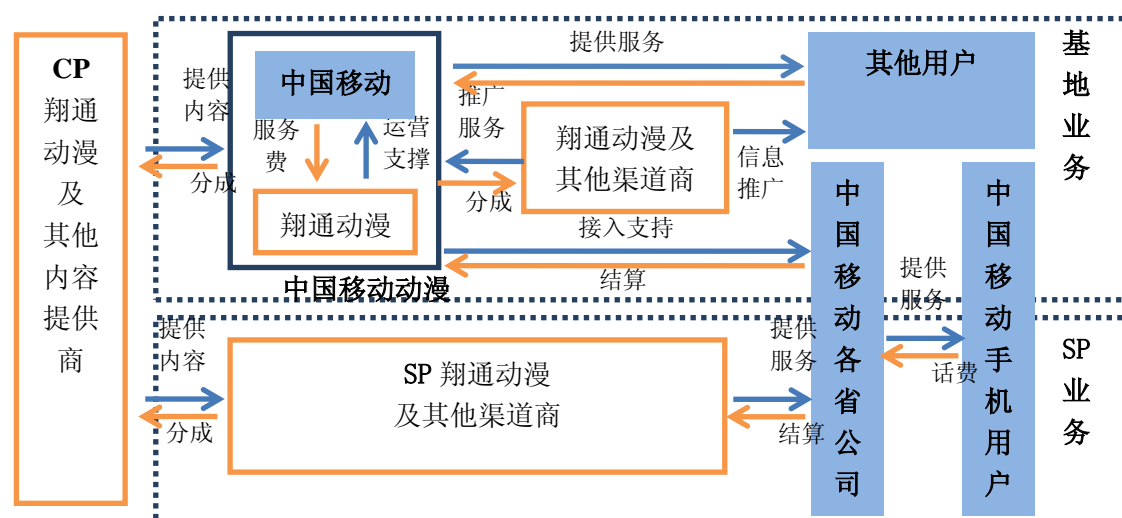 CP
翔通
动漫
及
其他
内容
提供
商
提供
内容
分成
中国移动
服务
费
运营
支撑
翔通动漫
中国移动动漫
提供服务
推广
服务
分成
翔通动漫及
其他渠道商
信息
推广
接入支持
结算
其他用户
基
地
业
务
提供
内容
分成
SP 翔通动漫
及其他渠道商
提供
服务
结算
中
国
移
动
各
省
公
司
提供
服务
话费
中
国
移
动
手
机
用
户
SP
业
务